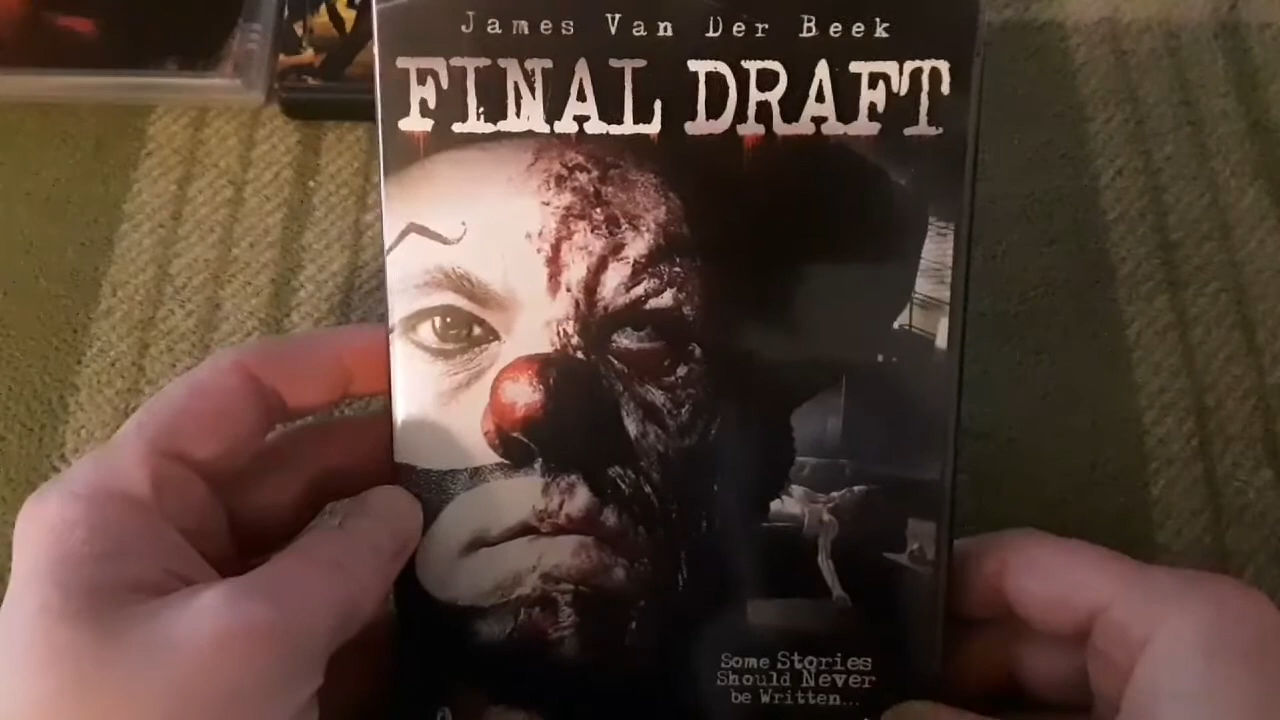 James Van Der Beek
FINAL DRAFT
Some Stories
Should Never
be Written...